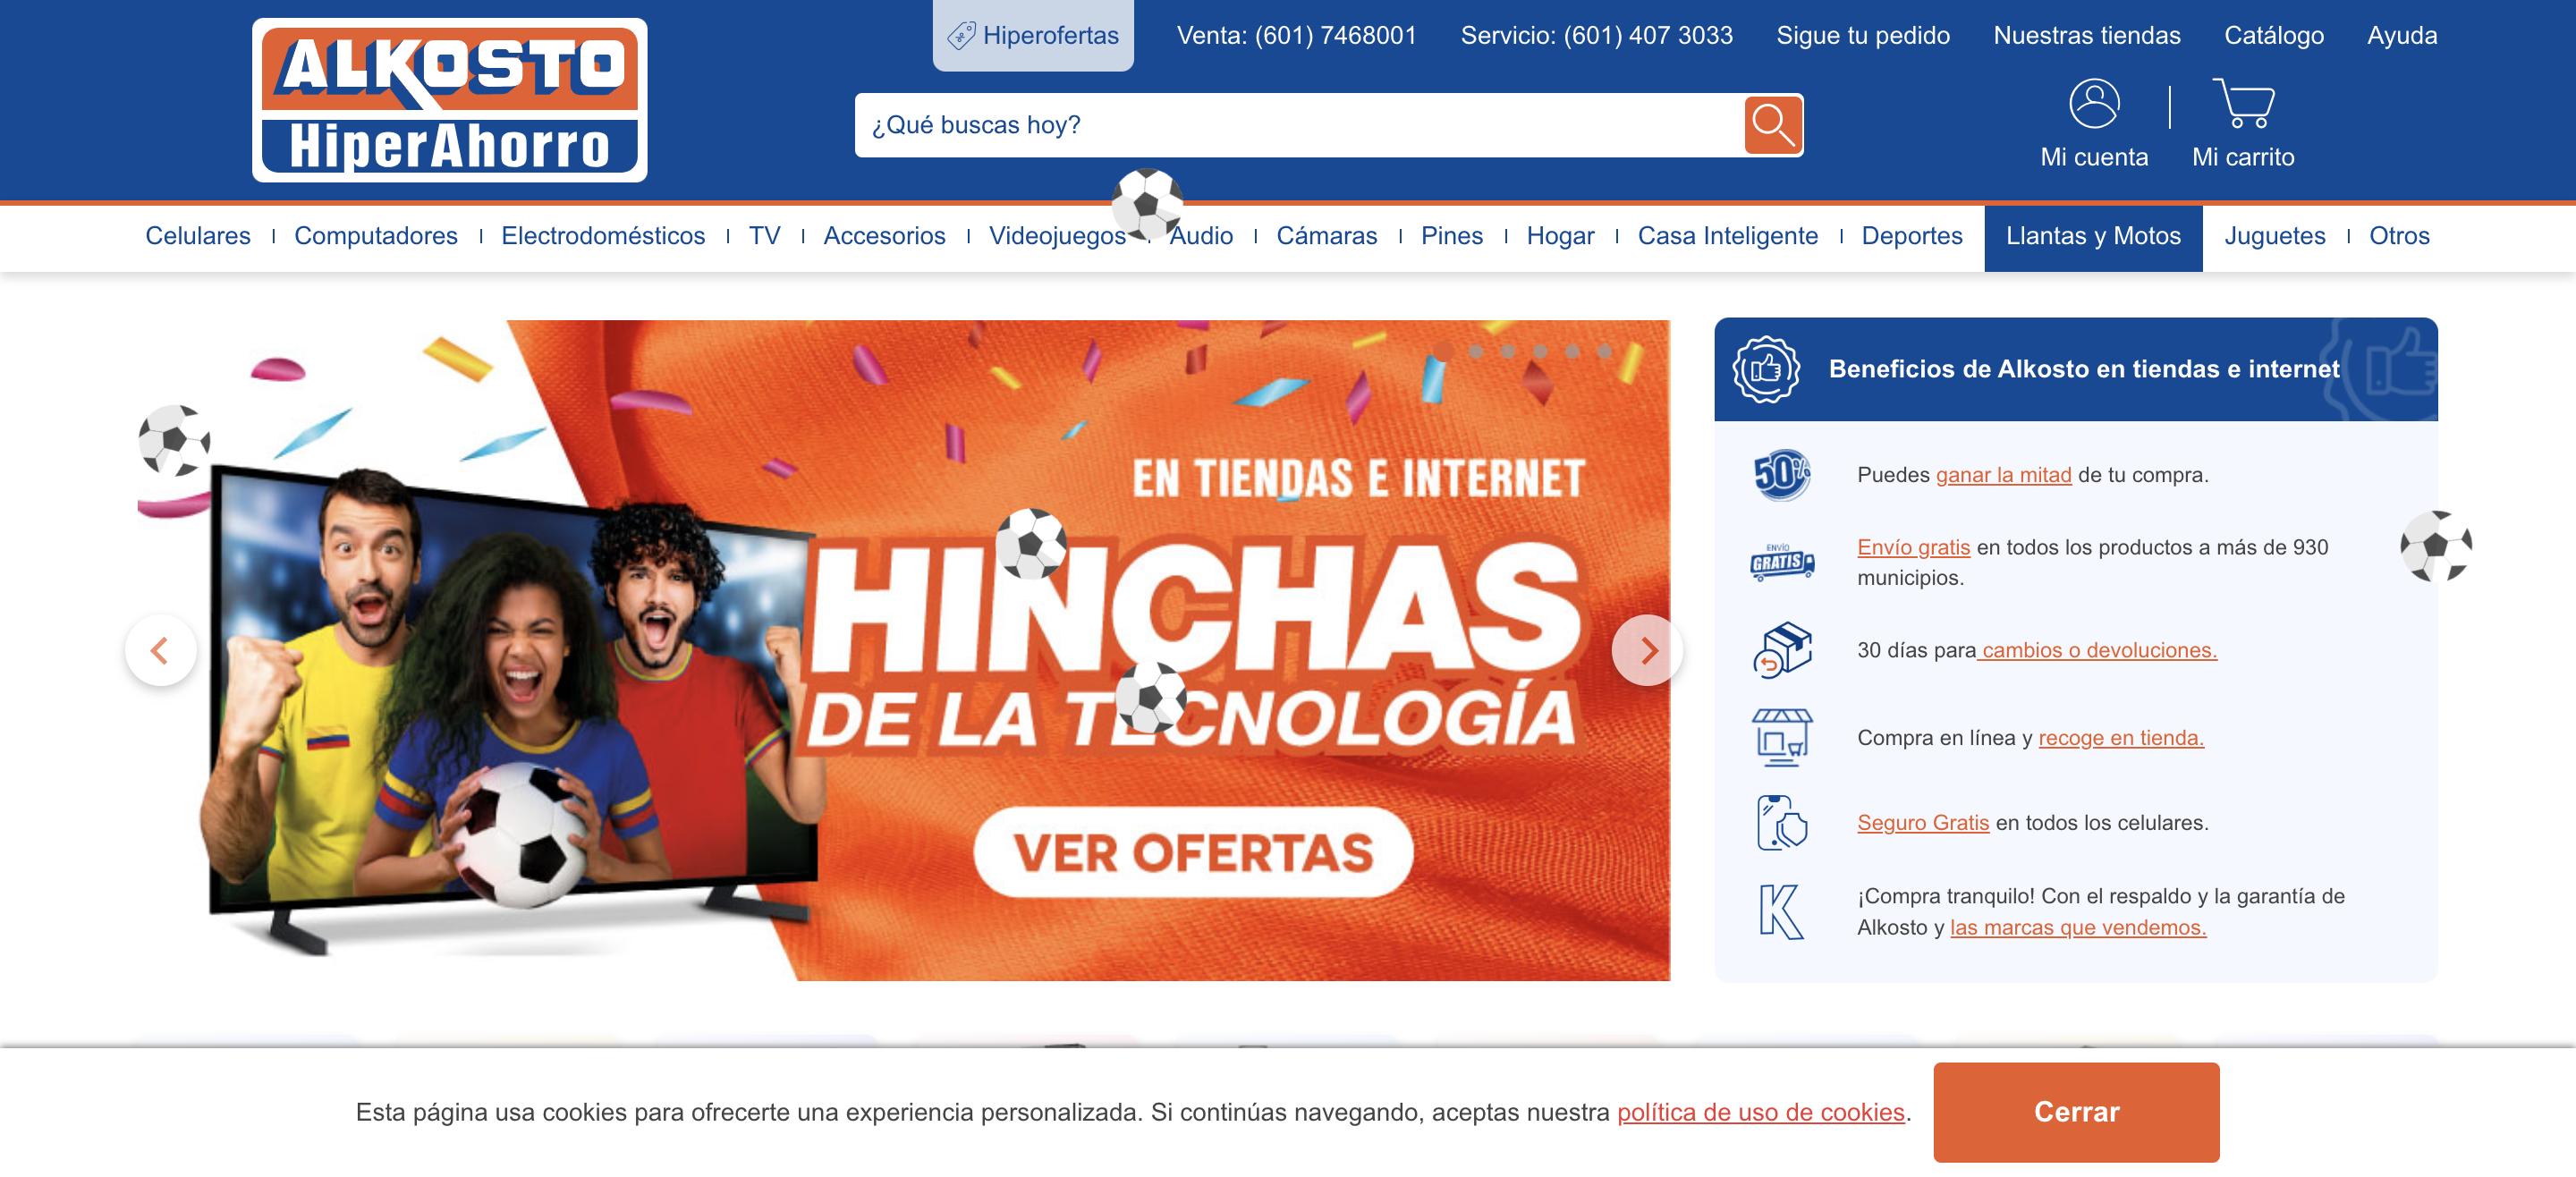 ALKOSTO
HiperAhorro
Hiperofertas
Venta: (601) 7468001
Servicio: (601) 407 3033
Sigue tu pedido
Nuestras tiendas
Catálogo
Ayuda
¿Qué buscas hoy?
Mi cuenta
Mi carrito
Celulares
Computadores
Electrodomésticos
TV
Accesorios
Videojuegos
Audio
Cámaras
Pines
Hogar
Casa Inteligente
Deportes
Llantas y Motos
Juguetes
Otros
EN TIENDAS E INTERNET
HINCHAS
DE LA TECNOLOGÍA
VER OFERTAS
Beneficios de Alkosto en tiendas e internet
50%
Puedes ganar la mitad de tu compra.
ENVÍO
GRATIS
Envío gratis en todos los productos a más de 930
municipios.
30 días para cambios o devoluciones.
Compra en línea y recoge en tienda.
Seguro Gratis en todos los celulares.
K
¡Compra tranquilo! Con el respaldo y la garantía de
Alkosto y las marcas que vendemos.
Esta página usa cookies para ofrecerte una experiencia personalizada. Si continúas navegando, aceptas nuestra política de uso de cookies.
Cerrar